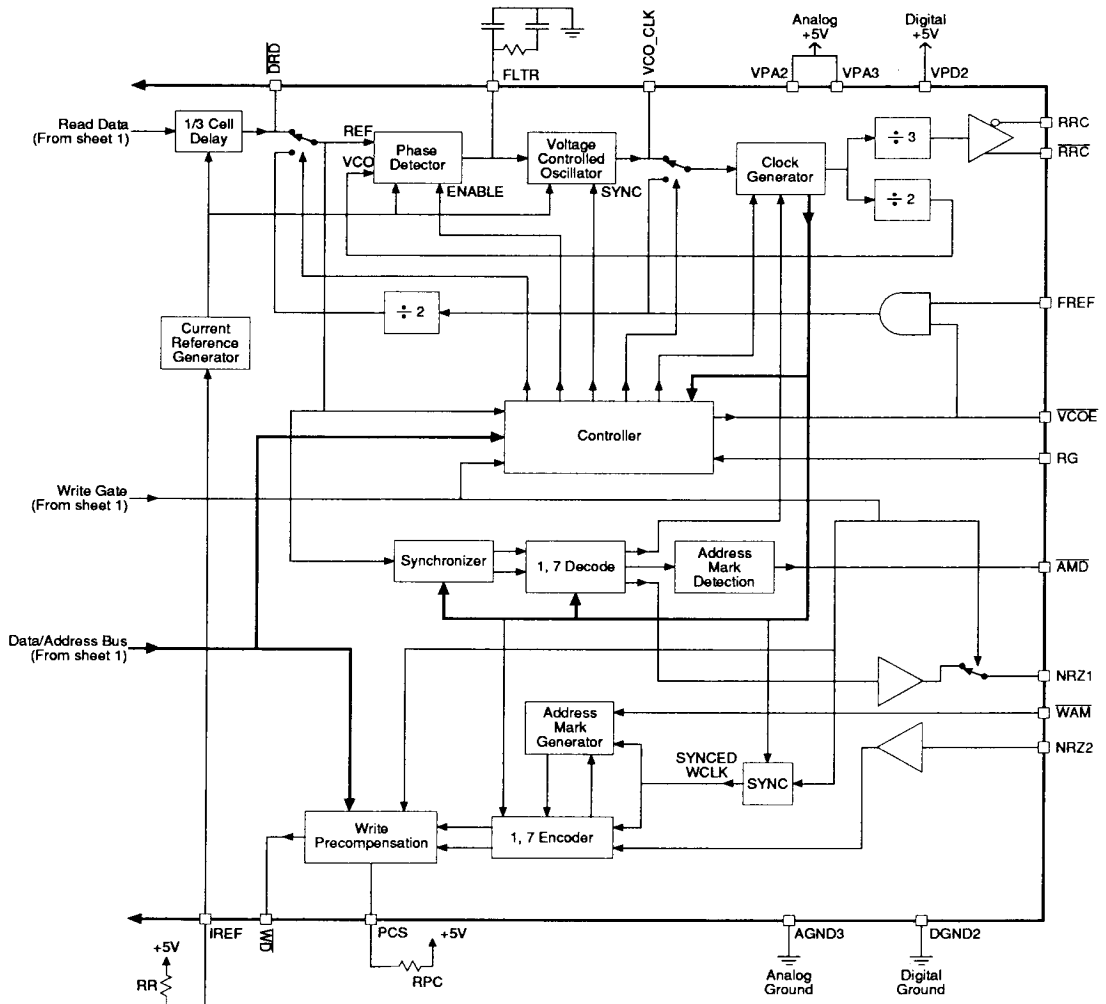 Analog
+5V
Digital
+5V
DRD
FLTR
VCO_CLK
VPA2
VPA3
VPD2
Read Data
(From sheet 1)
1/3 Cell
Delay
REF
VCO
Phase
Detector
ENABLE
Voltage
Controlled
Oscillator
SYNC
Clock
Generator
÷ 3
÷ 2
RRC
RRC
÷ 2
FREF
Current
Reference
Generator
Controller
VCOE
RG
Write Gate
(From sheet 1)
Synchronizer
1, 7 Decode
Address
Mark
Detection
AMD
Data/Address Bus
(From sheet 1)
NRZ1
Address
Mark
Generator
WAM
SYNCED
WCLK
SYNC
NRZ2
Write
Precompensation
1, 7 Encoder
IREF
WD
PCS
AGND3
DGND2
+5V
RR
RPC
+5V
Analog
Ground
Digital
Ground